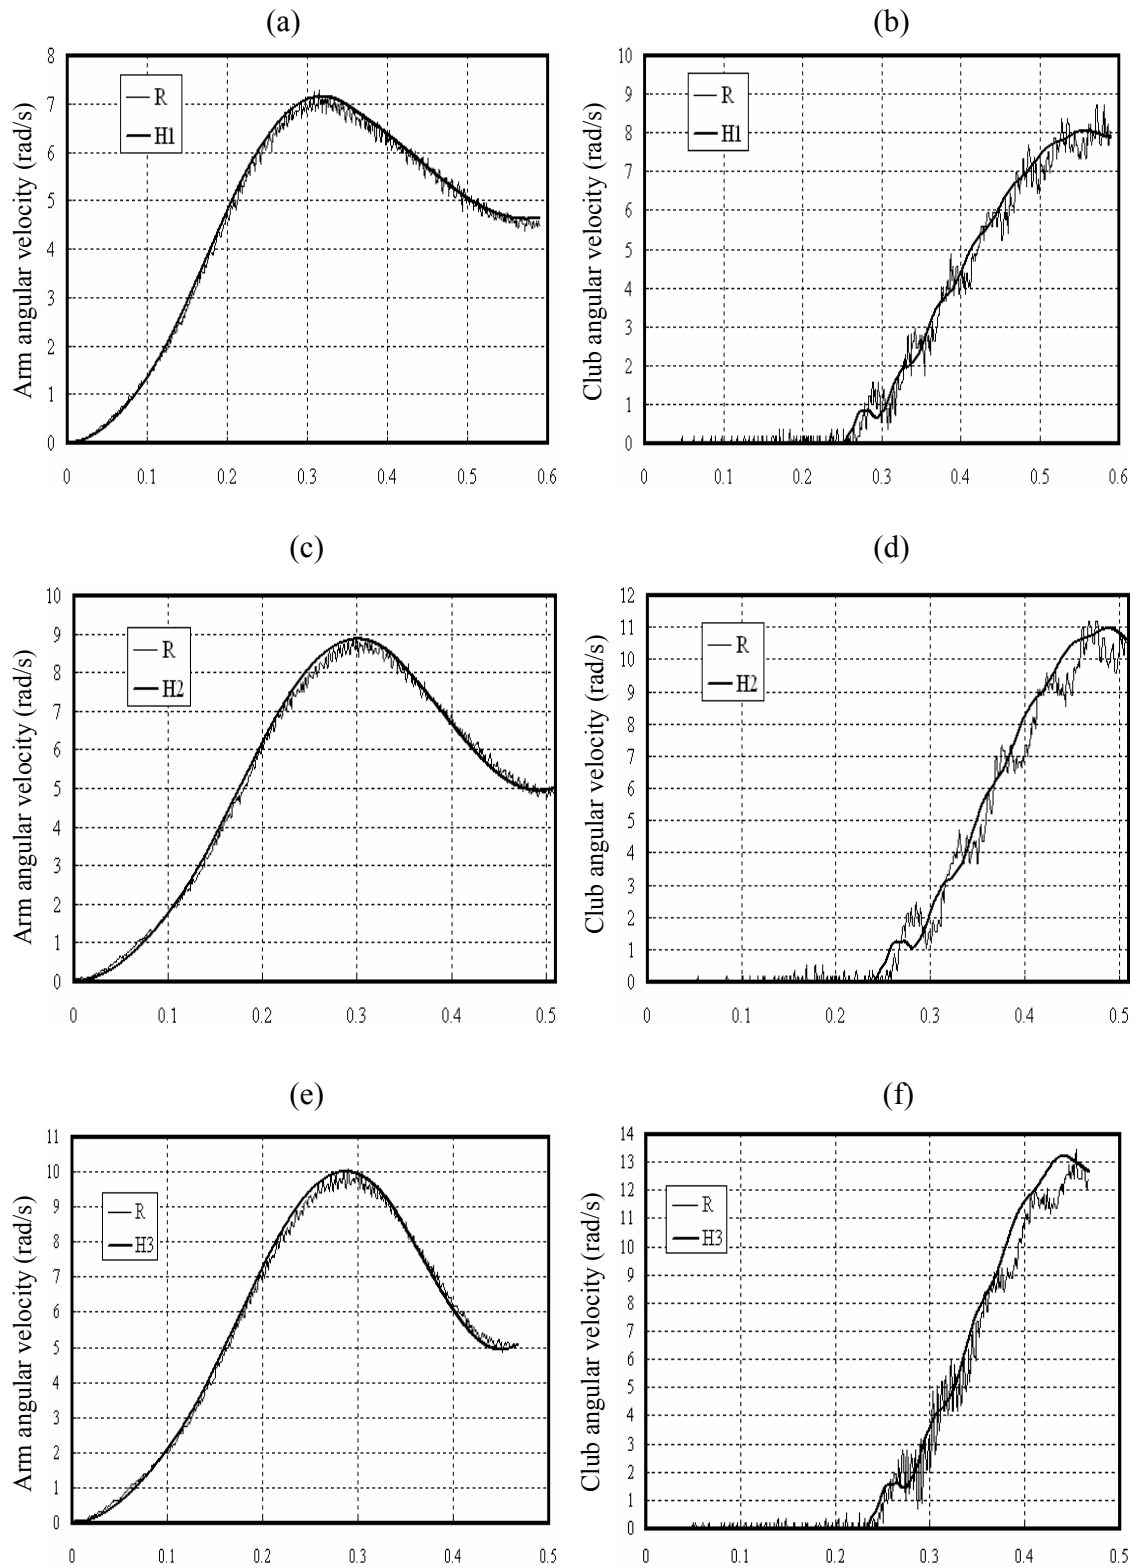 (a)
Arm angular velocity (rad/s)
8
7
6
5
4
3
2
1
0
R
H1
0 0.1 0.2 0.3 0.4 0.5 0.6
(b)
Club angular velocity (rad/s)
10
9
8
7
6
5
4
3
2
1
0
R
H1
0 0.1 0.2 0.3 0.4 0.5 0.6
(c)
Arm angular velocity (rad/s)
10
9
8
7
6
5
4
3
2
1
0
R
H2
0 0.1 0.2 0.3 0.4 0.5
(d)
Club angular velocity (rad/s)
12
11
10
9
8
7
6
5
4
3
2
1
0
R
H2
0 0.1 0.2 0.3 0.4 0.5
(e)
Arm angular velocity (rad/s)
11
10
9
8
7
6
5
4
3
2
1
0
R
H3
0 0.1 0.2 0.3 0.4 0.5
(f)
Club angular velocity (rad/s)
14
13
12
11
10
9
8
7
6
5
4
3
2
1
0
R
H3
0 0.1 0.2 0.3 0.4 0.5